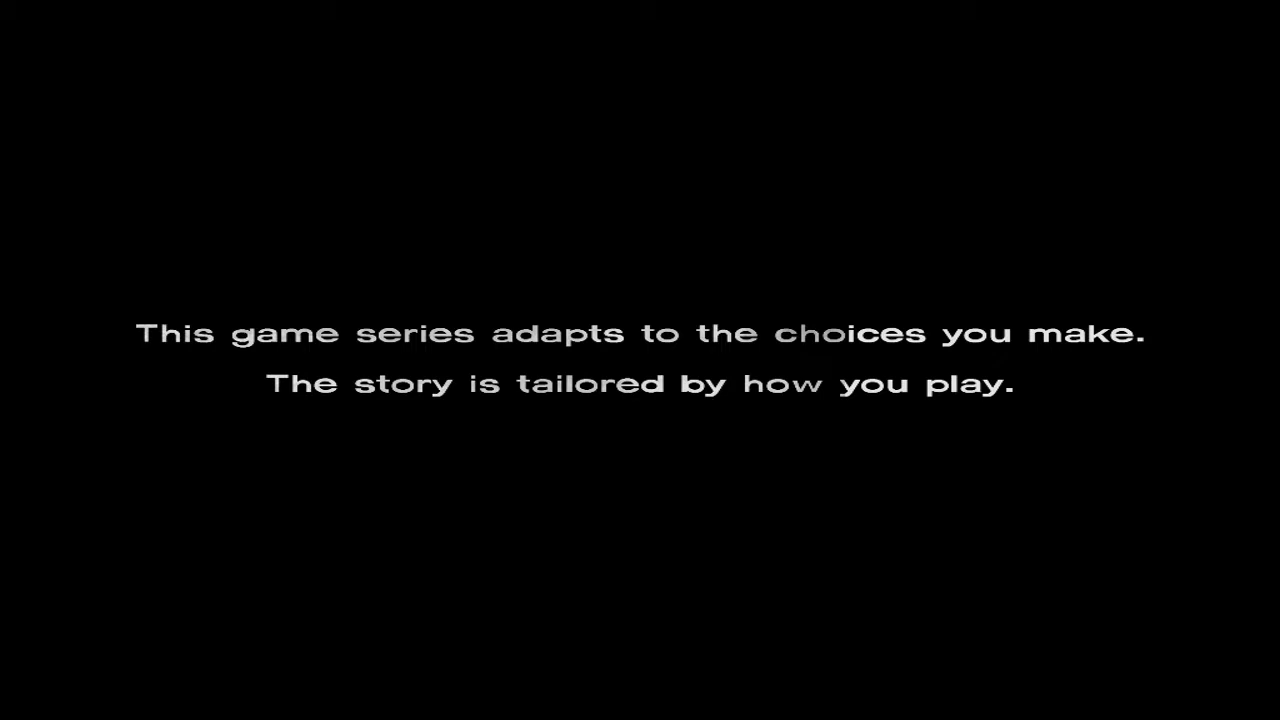 This game series adapts to the choices you make.
The story is tailored by how you play.